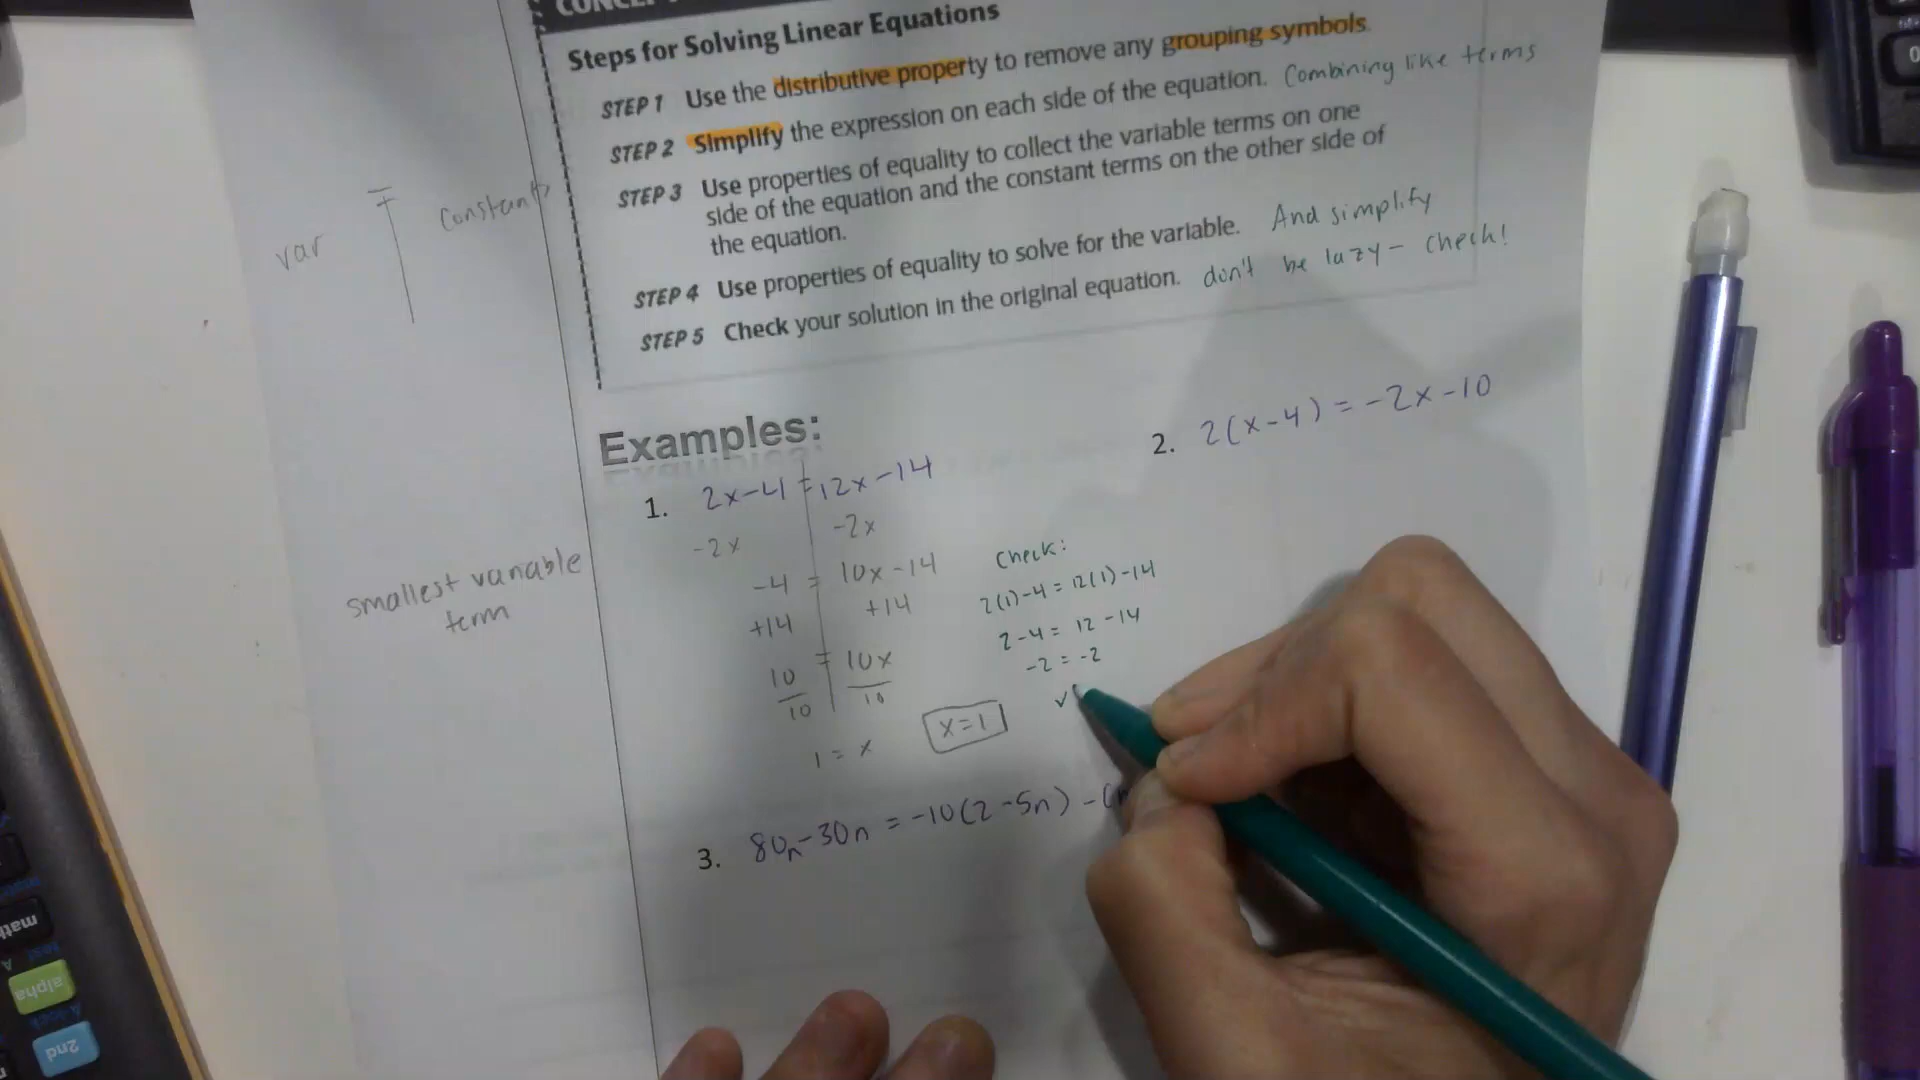 Steps for Solving Linear Equations
STEP 1 Use the distributive property to remove any grouping symbols.
STEP 2 Simplify the expression on each side of the equation. Combining like terms
STEP 3 Use properties of equality to collect the variable terms on one
side of the equation and the constant terms on the other side of
the equation.
STEP 4 Use properties of equality to solve for the variable. And simplify
STEP 5 Check your solution in the original equation. don't be lazy - check!
var
constant
Examples:
1. 2x-4=12x-14
-2x -2x
-4 = 10x-14
+14 +14
10 = 10x
10 10
1 = x
x=1
Check:
2(1)-4=12(1)-14
2-4= 12-14
-2=-2
✓
2. 2(x-4)=-2x-10
smallest variable
term
3. 80n-30n = -10(2-5n)-(
math
alpha
2nd